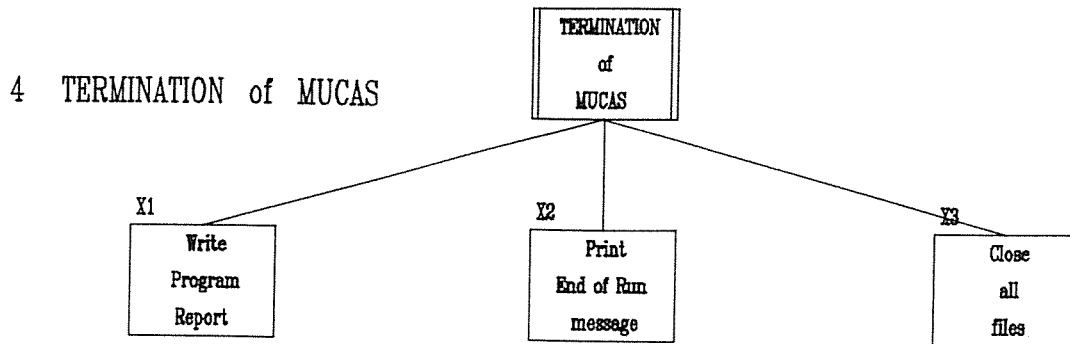 TERMINATION
of
MUCAS
4 TERMINATION of MUCAS
X1
Write
Program
Report
X2
Print
End of Run
message
X3
Close
all
files